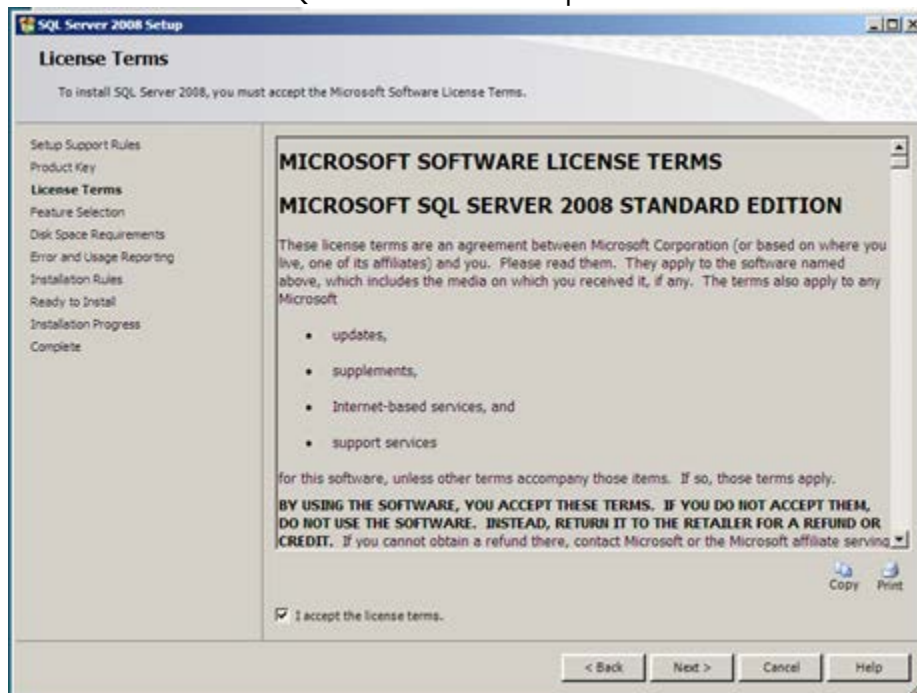 SQL Server 2008 Setup
License Terms
To install SQL Server 2008, you must accept the Microsoft Software License Terms.
Setup Support Rules
Product Key
License Terms
Feature Selection
Disk Space Requirements
Error and Usage Reporting
Installation Rules
Ready to Install
Installation Progress
Complete
MICROSOFT SOFTWARE LICENSE TERMS
MICROSOFT SQL SERVER 2008 STANDARD EDITION
These license terms are an agreement between Microsoft Corporation (or based on where you
live, one of its affiliates) and you. Please read them. They apply to the software named
above, which includes the media on which you received it, if any. The terms also apply to any
Microsoft
• updates,
• supplements,
• Internet-based services, and
• support services
for this software, unless other terms accompany those items. If so, those terms apply.
BY USING THE SOFTWARE, YOU ACCEPT THESE TERMS. IF YOU DO NOT ACCEPT THEM,
DO NOT USE THE SOFTWARE. INSTEAD, RETURN IT TO THE RETAILER FOR A REFUND OR
CREDIT. If you cannot obtain a refund there, contact Microsoft or the Microsoft affiliate serving
Copy Print
I accept the license terms.
< Back Next > Cancel Help